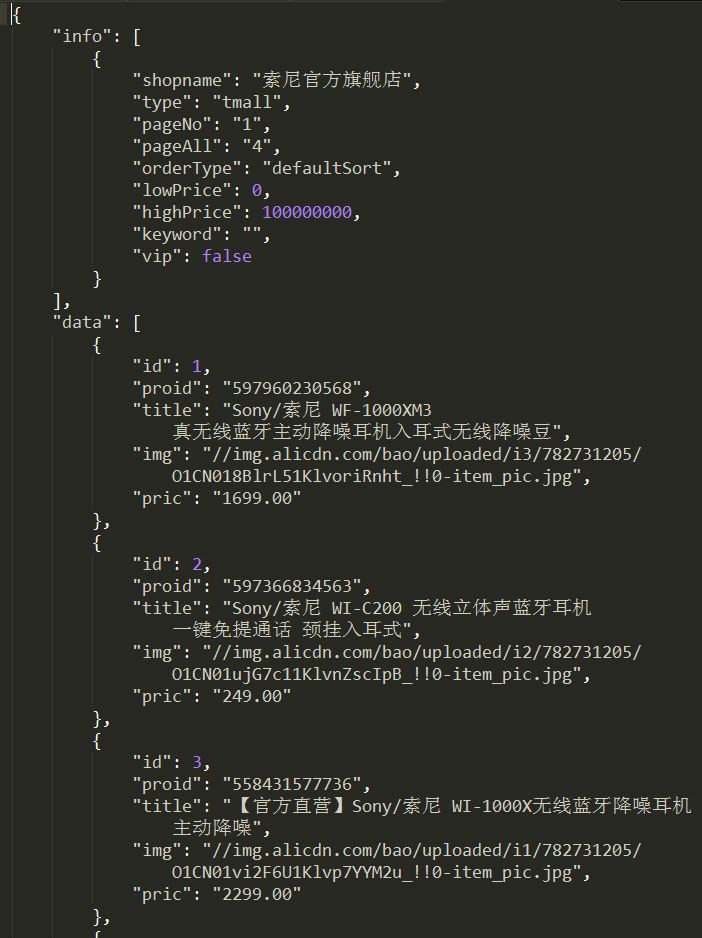 {
"info": [
{
"shopname": "索尼官方旗舰店",
"type": "tmall",
"pageNo": "1",
"pageAll": "4",
"orderType": "defaultSort",
"lowPrice": 0,
"highPrice": 100000000,
"keyword": "",
"vip": false
}
],
"data": [
{
"id": 1,
"proid": "597960230568",
"title": "Sony/索尼 WF-1000XM3
真无线蓝牙主动降噪耳机入耳式无线降噪豆",
"img": "//img.alicdn.com/bao/uploaded/i3/782731205/
O1CN018BlrL51KlvoriRnht_!!0-item_pic.jpg",
"pric": "1699.00"
},
{
"id": 2,
"proid": "597366834563",
"title": "Sony/索尼 WI-C200 无线立体声蓝牙耳机
一键免提通话 颈挂入耳式",
"img": "//img.alicdn.com/bao/uploaded/i2/782731205/
O1CN01ujG7c11KlvnZscIpB_!!0-item_pic.jpg",
"pric": "249.00"
},
{
"id": 3,
"proid": "558431577736",
"title": "【官方直营】Sony/索尼 WI-1000X无线蓝牙降噪耳机
主动降噪",
"img": "//img.alicdn.com/bao/uploaded/i1/782731205/
O1CN01vi2F6U1Klvp7YYM2u_!!0-item_pic.jpg",
"pric": "2299.00"
},
{